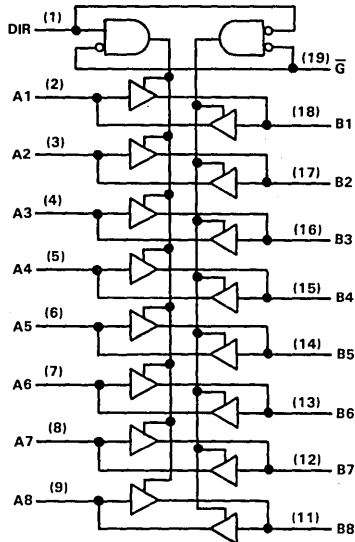 DIR (1)
(19) G̅
A1 (2)
(18) B1
A2 (3)
(17) B2
A3 (4)
(16) B3
A4 (5)
(15) B4
A5 (6)
(14) B5
A6 (7)
(13) B6
A7 (8)
(12) B7
A8 (9)
(11) B8